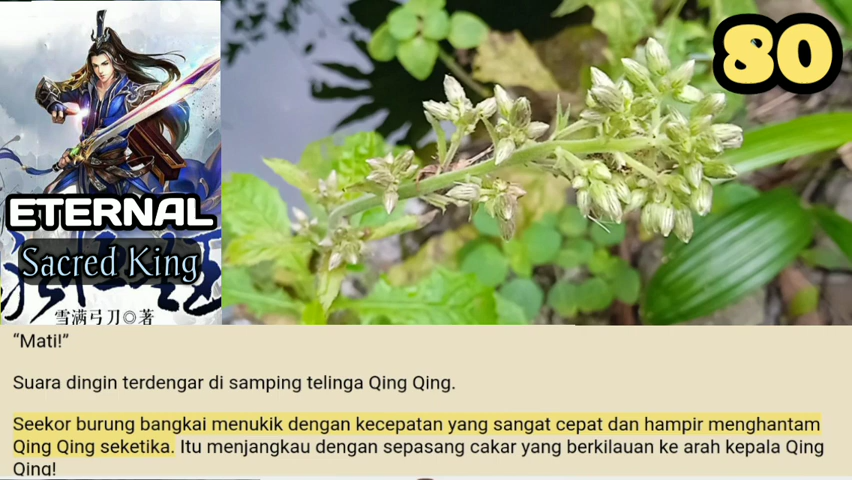 80
ETERNAL
Sacred King
雪满弓刀◎著
“Mati!”
Suara dingin terdengar di samping telinga Qing Qing.
Seekor burung bangkai menukik dengan kecepatan yang sangat cepat dan hampir menghantam
Qing Qing seketika. Itu menjangkau dengan sepasang cakar yang berkilauan ke arah kepala Qing
Qing!